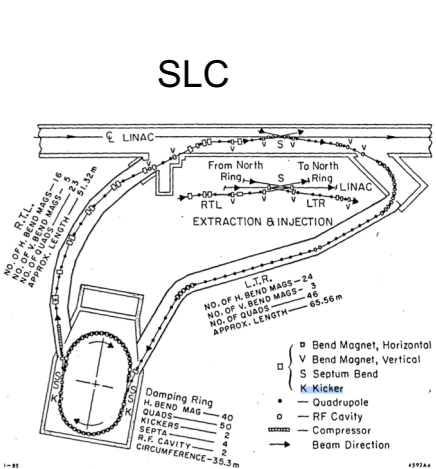 SLC
℄ LINAC
V
V
S
V
V
From North
Ring
To North
Ring
S
LINAC
V
V
V
V
RTL
LTR
EXTRACTION & INJECTION
R.T.L.
NO. OF H. BEND MAGS - 16
NO. OF V. BEND MAGS - 5
NO. OF QUADS - 23
APPROX. LENGTH - 51.32m
L.T.R.
NO. OF H. BEND MAGS - 24
NO. OF V. BEND MAGS - 3
NO. OF QUADS - 46
APPROX. LENGTH - 65.56m
S
S
K
S
S
K
Damping Ring
H. BEND MAG — 40
QUADS — 50
KICKERS — 2
SEPTA — 4
R.F. CAVITY — 2
CIRCUMFERENCE - 35.3m
Bend Magnet, Horizontal
V Bend Magnet, Vertical
S Septum Bend
K Kicker
Quadrupole
RF Cavity
Compressor
Beam Direction
1-83
4592A4